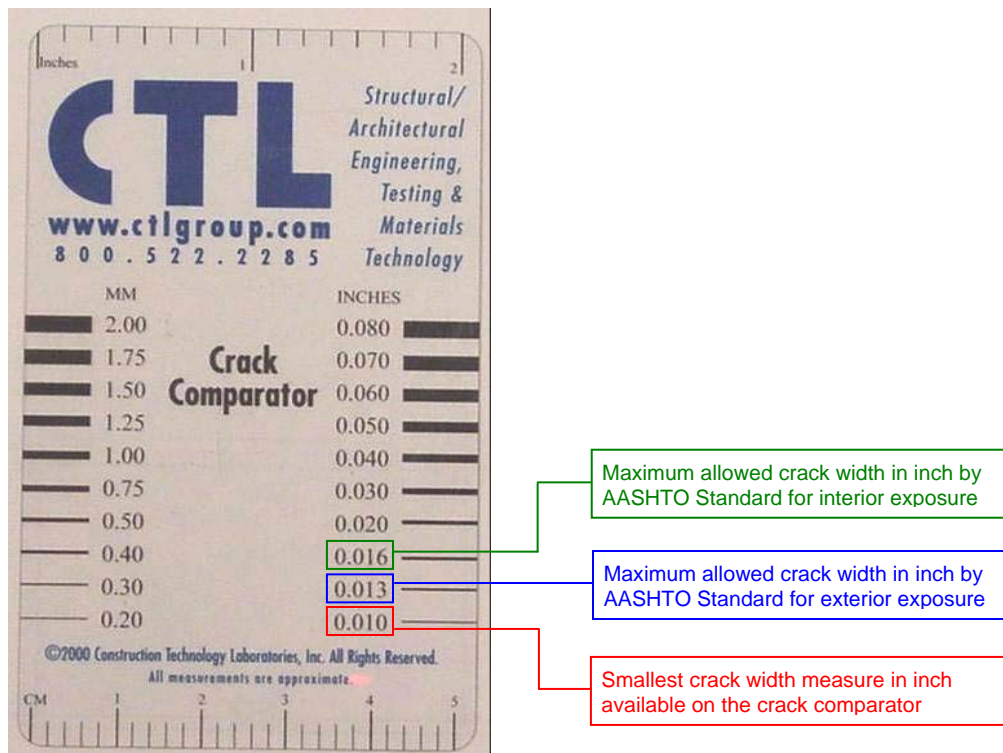 Inches 1 2
CTL
Structural/
Architectural
Engineering,
Testing &
Materials
Technology
www.ctlgroup.com
800.522.2285
MM INCHES
2.00 0.080
1.75 0.070
1.50 0.060
1.25 0.050
1.00 0.040
0.75 0.030
0.50 0.020
0.40 0.016
0.30 0.013
0.20 0.010
Crack
Comparator
©2000 Construction Technology Laboratories, Inc. All Rights Reserved.
All measurements are approximate.
CM 1 2 3 4 5
Maximum allowed crack width in inch by
AASHTO Standard for interior exposure
Maximum allowed crack width in inch by
AASHTO Standard for exterior exposure
Smallest crack width measure in inch
available on the crack comparator